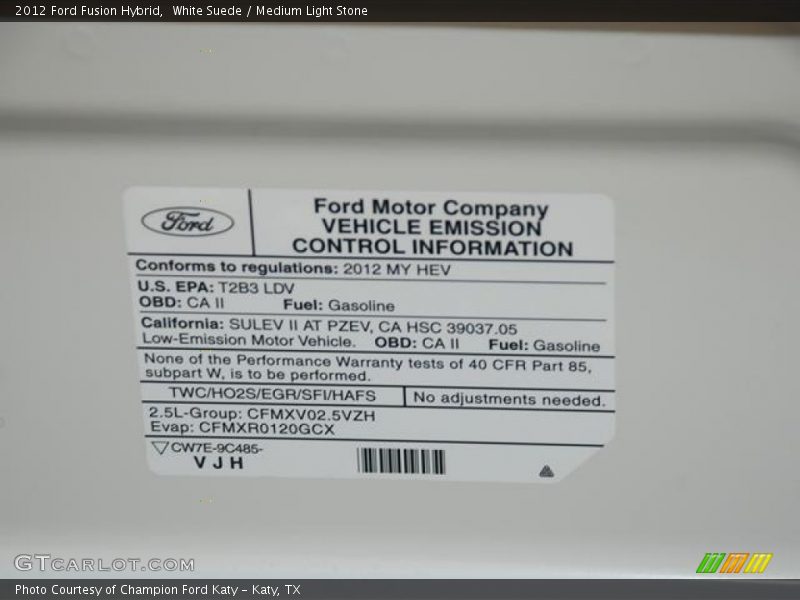 2012 Ford Fusion Hybrid,  White Suede / Medium Light Stone
Ford
Ford Motor Company
VEHICLE EMISSION
CONTROL INFORMATION
Conforms to regulations: 2012 MY HEV
U.S. EPA: T2B3 LDV
OBD: CA II Fuel: Gasoline
California: SULEV II AT PZEV, CA HSC 39037.05
Low-Emission Motor Vehicle. OBD: CA II Fuel: Gasoline
None of the Performance Warranty tests of 40 CFR Part 85,
subpart W, is to be performed.
TWC/HO2S/EGR/SFI/HAFS No adjustments needed.
2.5L-Group: CFMXV02.5VZH
Evap: CFMXR0120GCX
CW7E-9C485-
V J H
GTCARLOT.COM
Photo Courtesy of Champion Ford Katy – Katy, TX